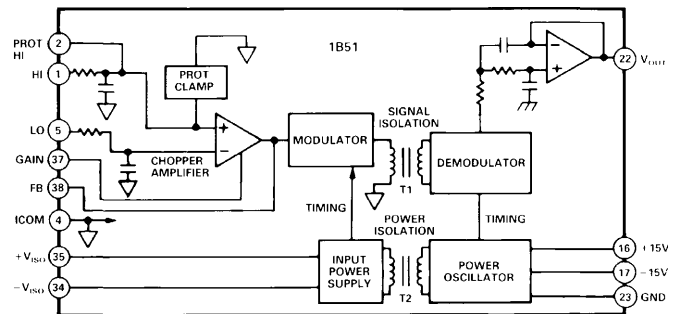 1B51
PROT
HI
2
HI
1
LO
5
GAIN
37
FB
38
ICOM
4
+VISO
35
−VISO
34
PROT
CLAMP
+
−
CHOPPER
AMPLIFIER
MODULATOR
SIGNAL
ISOLATION
T1
DEMODULATOR
TIMING
POWER
ISOLATION
TIMING
INPUT
POWER
SUPPLY
T2
POWER
OSCILLATOR
−
+
22
VOUT
16
+15V
17
−15V
23
GND